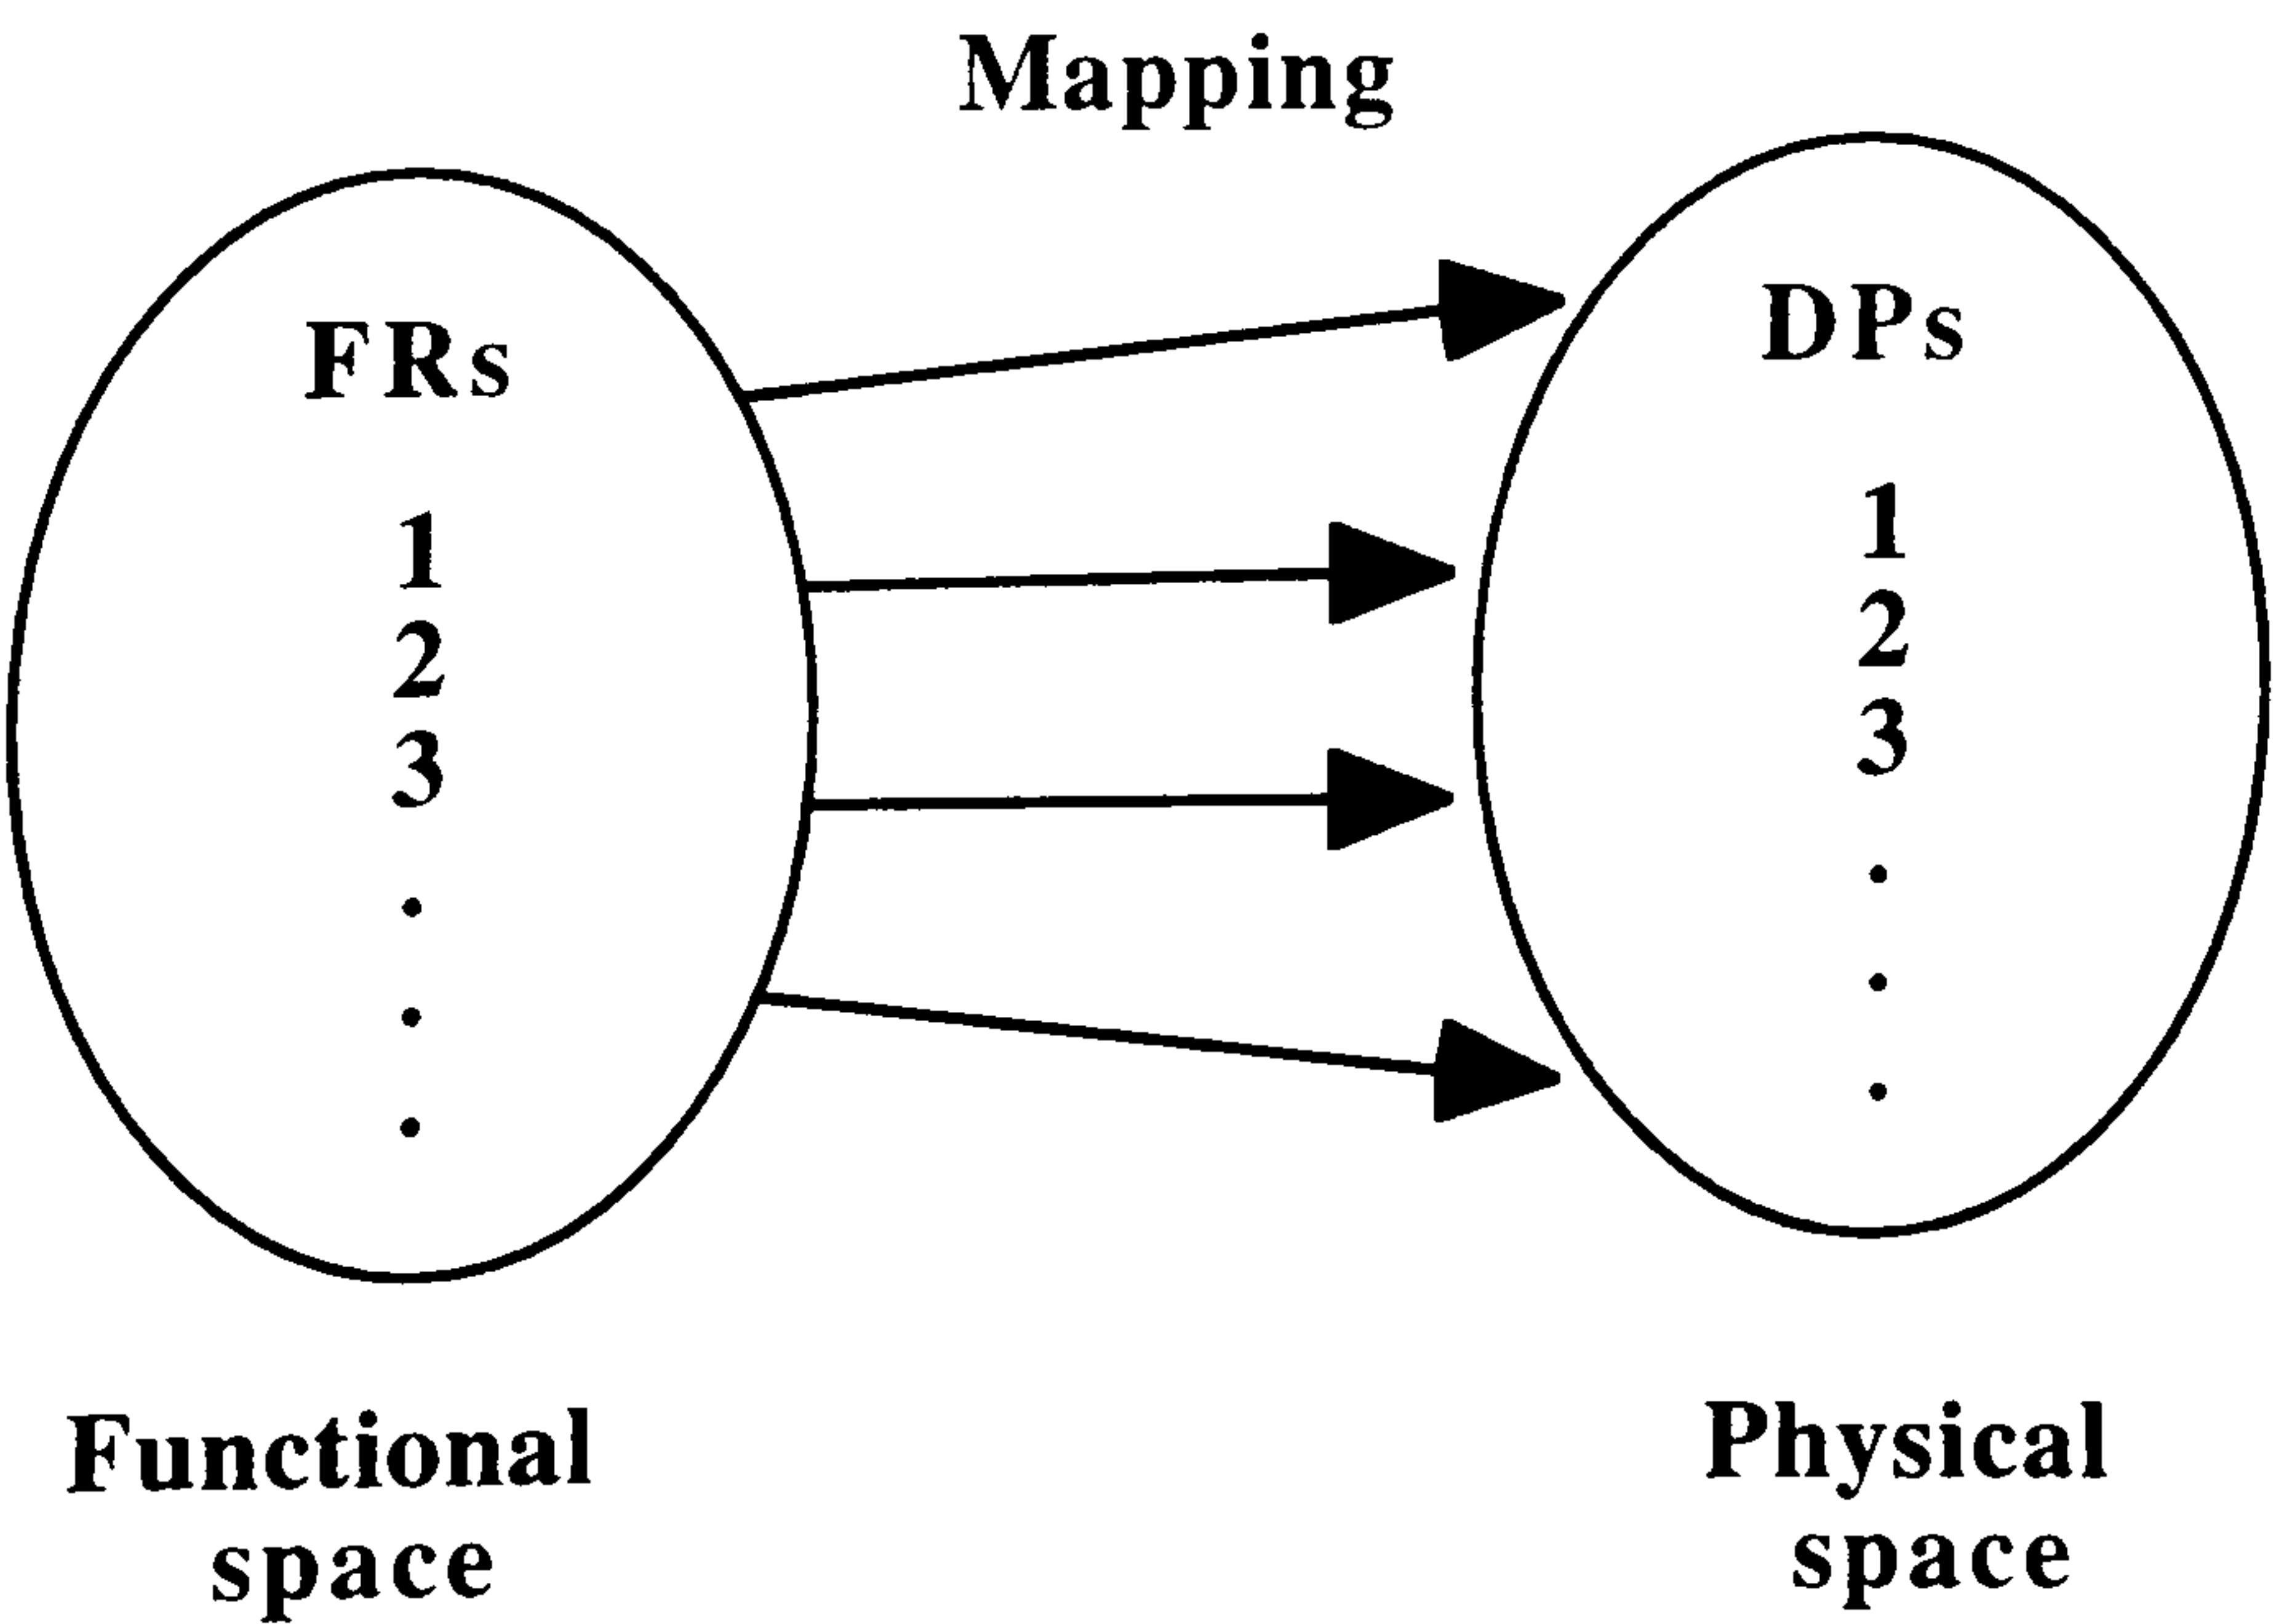 Mapping
FRs
1
2
3
.
.
.
DPs
1
2
3
.
.
.
Functional
space
Physical
space